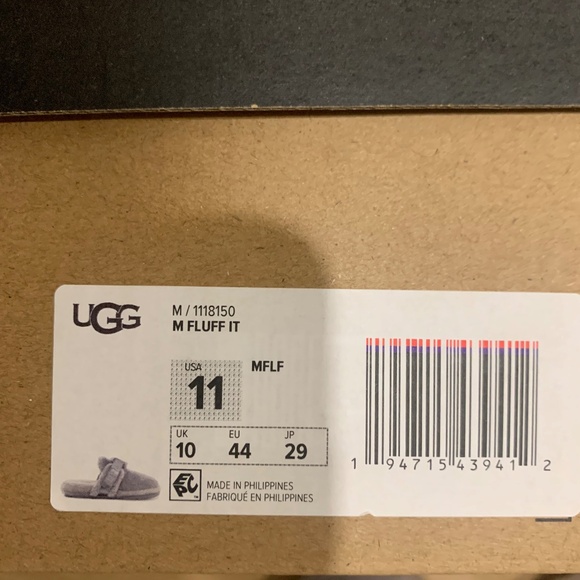 UGG
M / 1118150
M FLUFF IT
USA
11
MFLF
UK EU JP
10 44 29
EPC
MADE IN PHILIPPINES
FABRIQUÉ EN PHILIPPINES
1 94715 43941 2